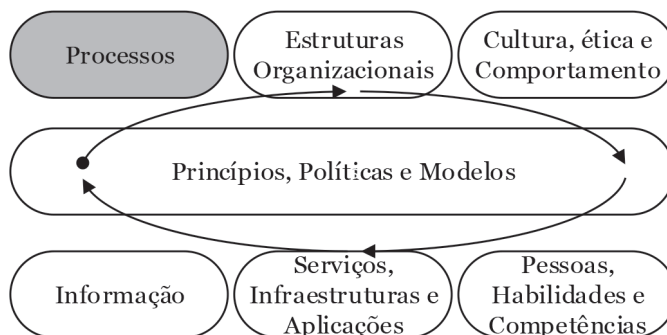 Processos
Estruturas
Organizacionais
Cultura, ética e
Comportamento
Princípios, Políticas e Modelos
Informação
Serviços,
Infraestruturas e
Aplicações
Pessoas,
Habilidades e
Competências